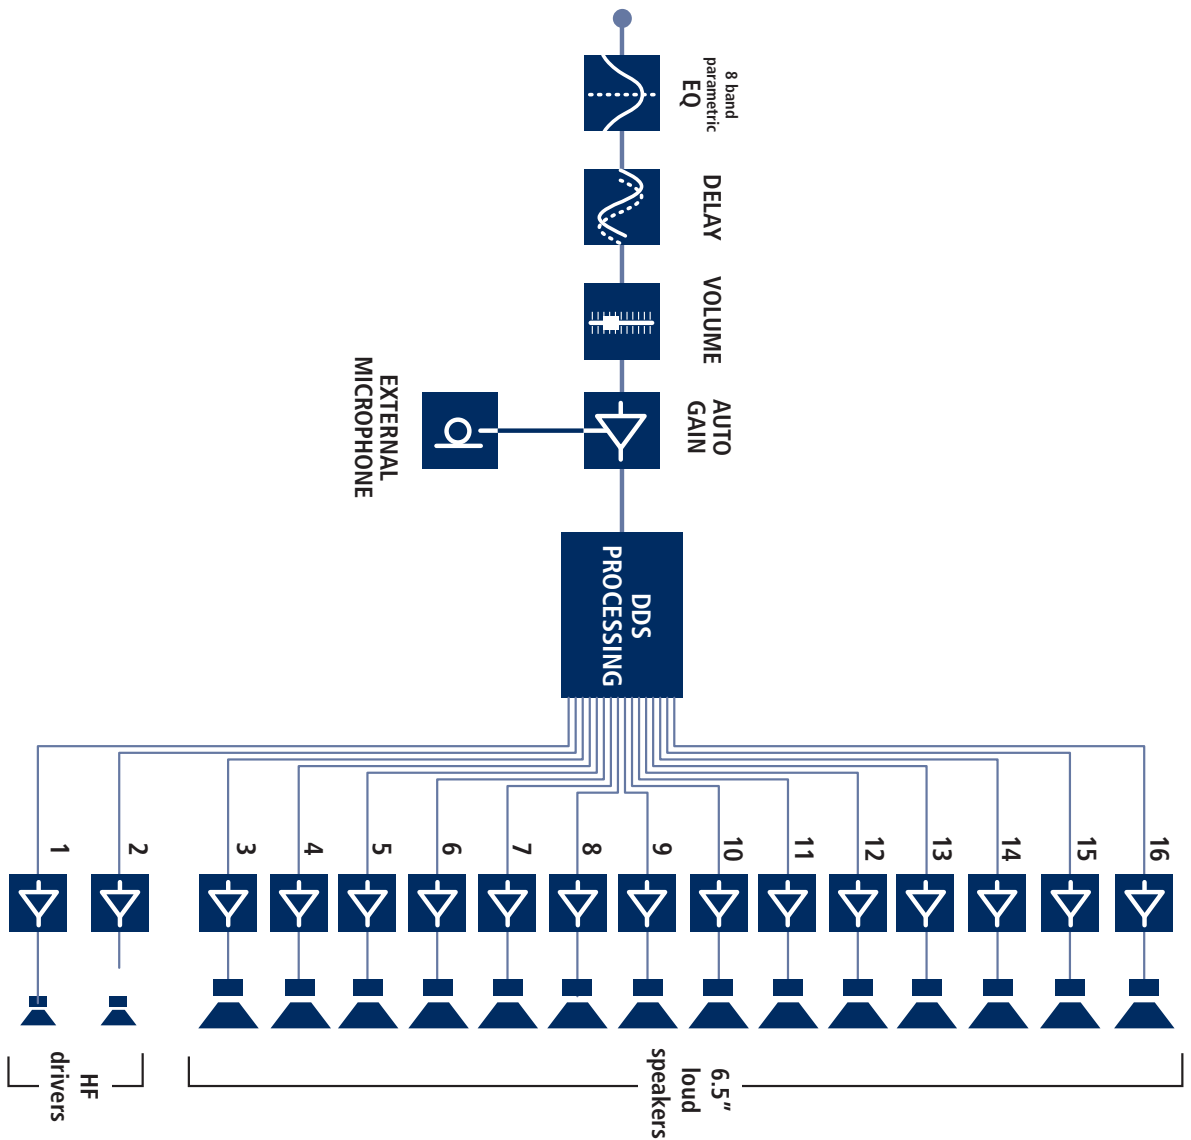 8 band
parametric
EQ
DELAY
VOLUME
AUTO
GAIN
EXTERNAL
MICROPHONE
DDS
PROCESSING
1
2
3
4
5
6
7
8
9
10
11
12
13
14
15
16
HF
drivers
6.5”
loud
speakers